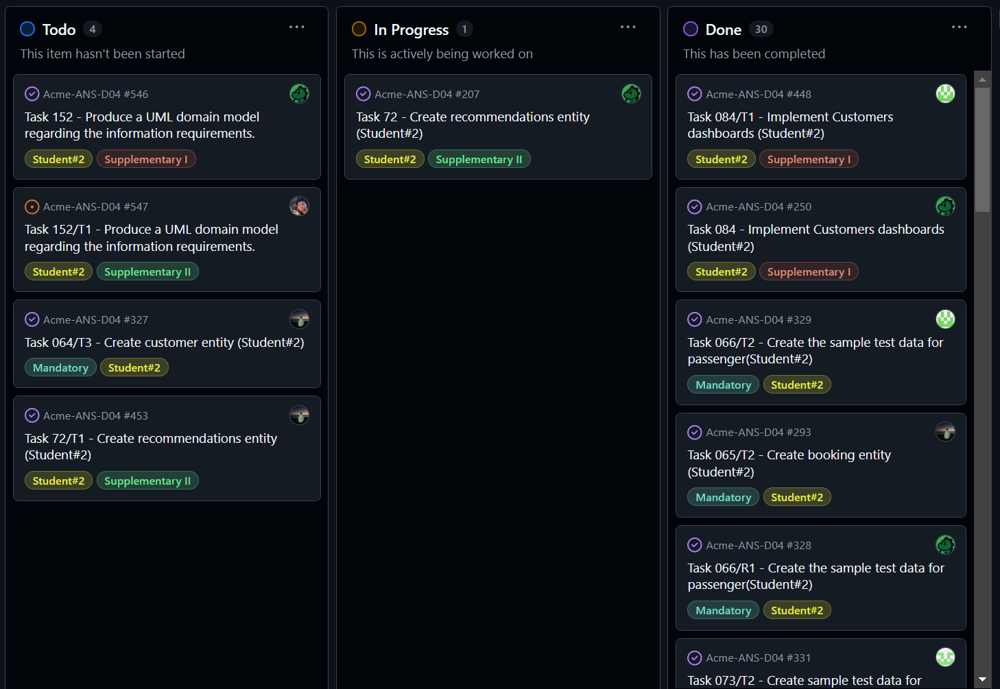 Todo 4
This item hasn't been started
Acme-ANS-D04 #546
Task 152 - Produce a UML domain model
regarding the information requirements.
Student#2 Supplementary I
Acme-ANS-D04 #547
Task 152/T1 - Produce a UML domain model
regarding the information requirements.
Student#2 Supplementary II
Acme-ANS-D04 #327
Task 064/T3 - Create customer entity (Student#2)
Mandatory Student#2
Acme-ANS-D04 #453
Task 72/T1 - Create recommendations entity
(Student#2)
Student#2 Supplementary II
In Progress 1
This is actively being worked on
Acme-ANS-D04 #207
Task 72 - Create recommendations entity
(Student#2)
Student#2 Supplementary II
Done 30
This has been completed
Acme-ANS-D04 #448
Task 084/T1 - Implement Customers
dashboards (Student#2)
Student#2 Supplementary I
Acme-ANS-D04 #250
Task 084 - Implement Customers dashboards
(Student#2)
Student#2 Supplementary I
Acme-ANS-D04 #329
Task 066/T2 - Create the sample test data for
passenger(Student#2)
Mandatory Student#2
Acme-ANS-D04 #293
Task 065/T2 - Create booking entity
(Student#2)
Mandatory Student#2
Acme-ANS-D04 #328
Task 066/R1 - Create the sample test data for
passenger(Student#2)
Mandatory Student#2
Acme-ANS-D04 #331
Task 073/T2 - Create sample test data for